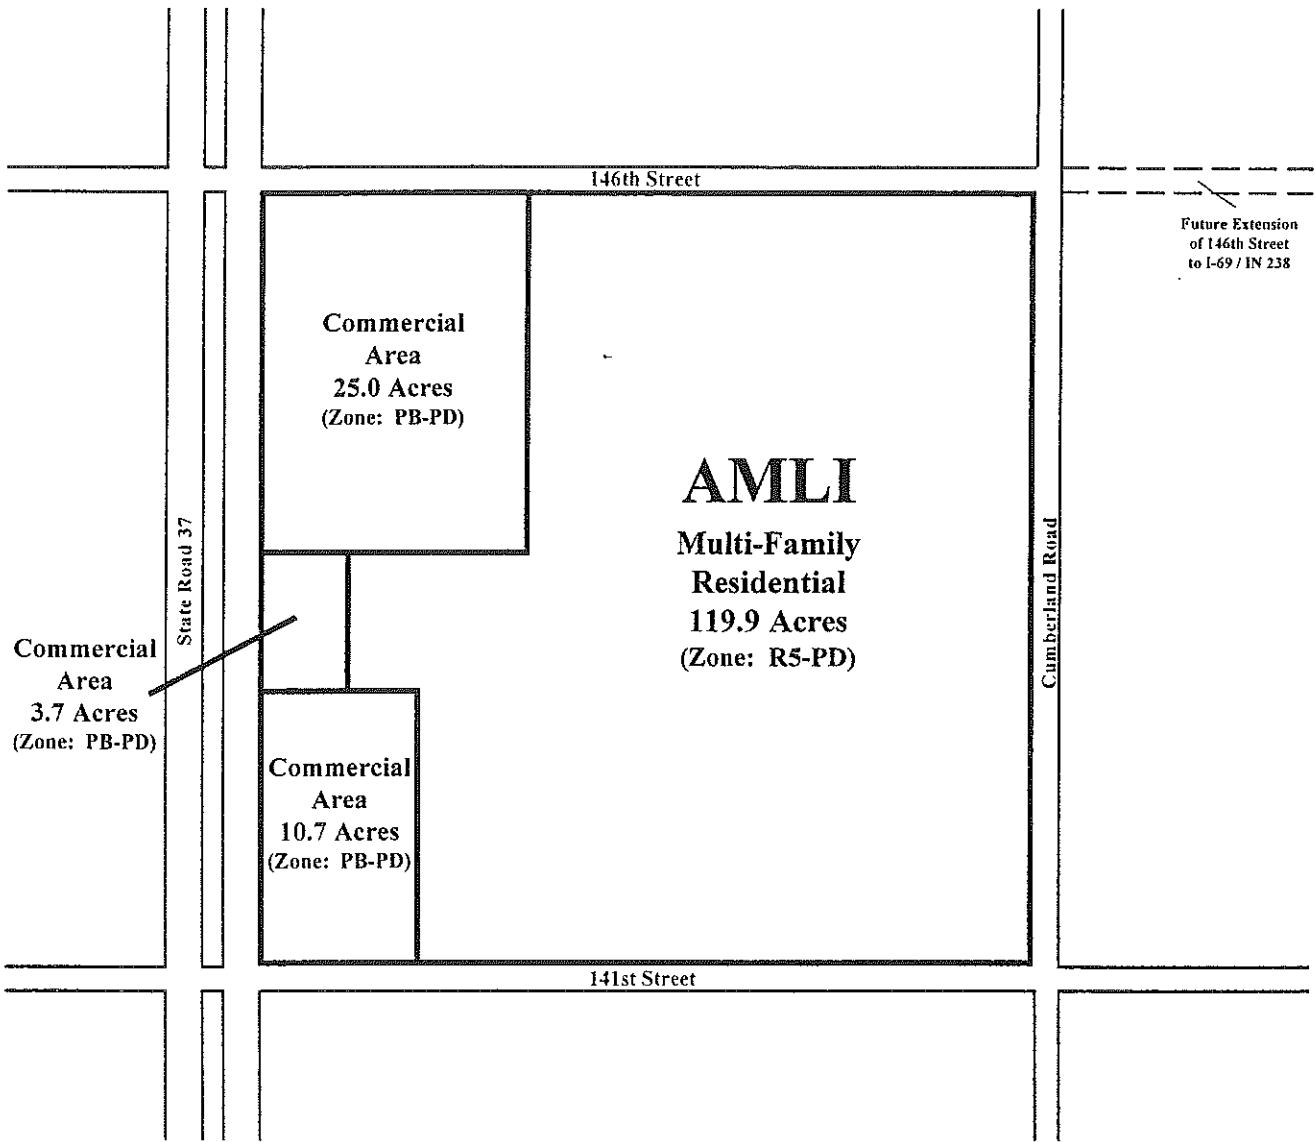 146th Street
Future Extension
of 146th Street
to I-69 / IN 238
Commercial
Area
25.0 Acres
(Zone: PB-PD)
AMLI
Multi-Family
Residential
119.9 Acres
(Zone: R5-PD)
State Road 37
Cumberland Road
Commercial
Area
3.7 Acres
(Zone: PB-PD)
Commercial
Area
10.7 Acres
(Zone: PB-PD)
141st Street